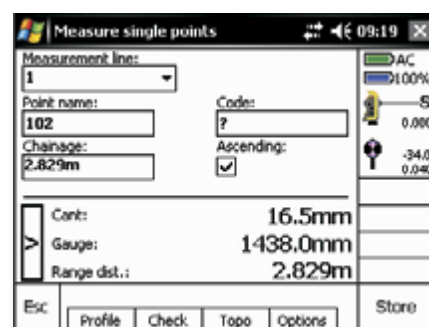 Measure single points 09:19
Measurement line:
AC
1
100%
Point name: Code:
S
102 ?
0.000
Chainage: Ascending:
2.829m
-34.0
0.040
Cant: 16.5mm
> Gauge: 1438.0mm
Range dist.: 2.829m
Esc Profile Check Topo Options Store